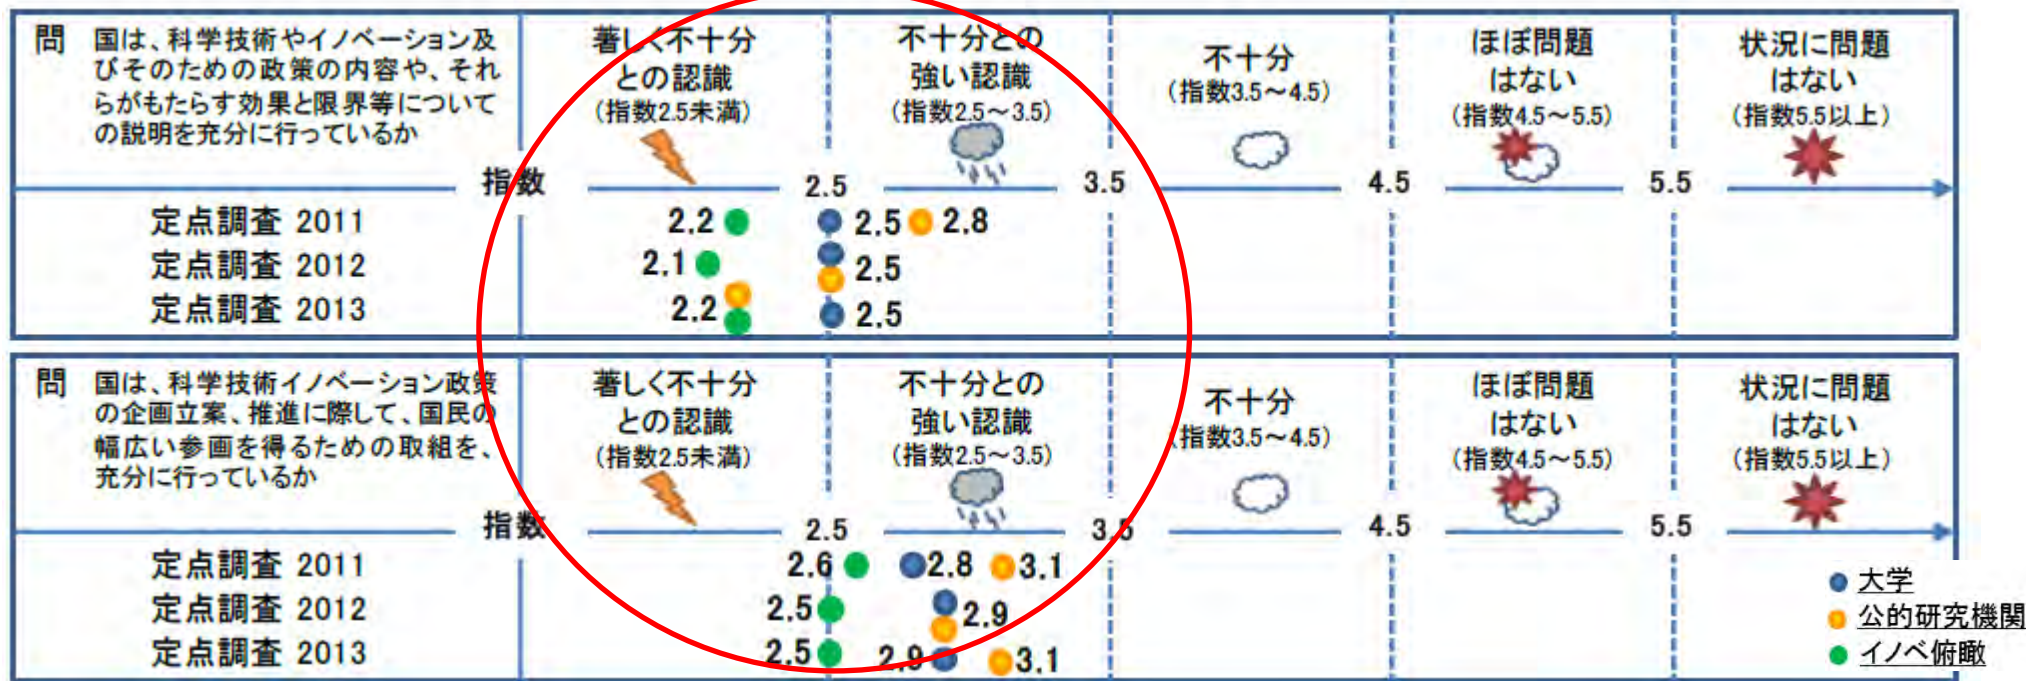 問 国は、科学技術やイノベーション及
びそのための政策の内容や、それ
らがもたらす効果と限界等について
の説明を充分に行っているか
著しく不十分
との認識
(指数2.5未満)
不十分との
強い認識
(指数2.5～3.5)
不十分
(指数3.5～4.5)
ほぼ問題
はない
(指数4.5～5.5)
状況に問題
はない
(指数5.5以上)
指数 2.5 3.5 4.5 5.5
定点調査 2011 2.2 2.5 2.8
定点調査 2012 2.1 2.5
定点調査 2013 2.2 2.5
問 国は、科学技術イノベーション政策
の企画立案、推進に際して、国民の
幅広い参画を得るための取組を、
充分に行っているか
著しく不十分
との認識
(指数2.5未満)
不十分との
強い認識
(指数2.5～3.5)
不十分
(指数3.5～4.5)
ほぼ問題
はない
(指数4.5～5.5)
状況に問題
はない
(指数5.5以上)
指数 2.5 3.5 4.5 5.5
定点調査 2011 2.6 2.8 3.1
定点調査 2012 2.5 2.9
定点調査 2013 2.5 2.9 3.1
大学
公的研究機関
イノベ俯瞰